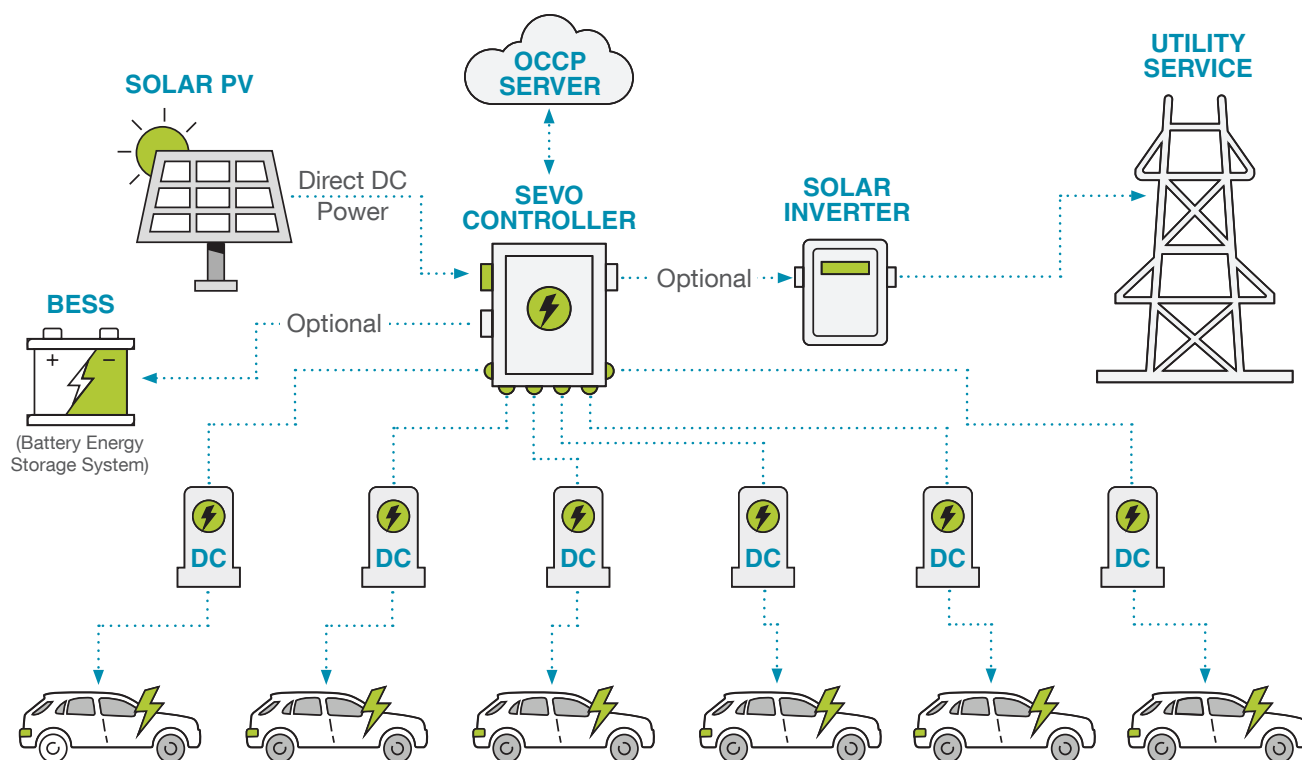 OCCP
SERVER
UTILITY
SERVICE
SOLAR PV
Direct DC
Power
SEVO
CONTROLLER
SOLAR
INVERTER
Optional
BESS
Optional
+ −
(Battery Energy
Storage System)
DC
DC
DC
DC
DC
DC